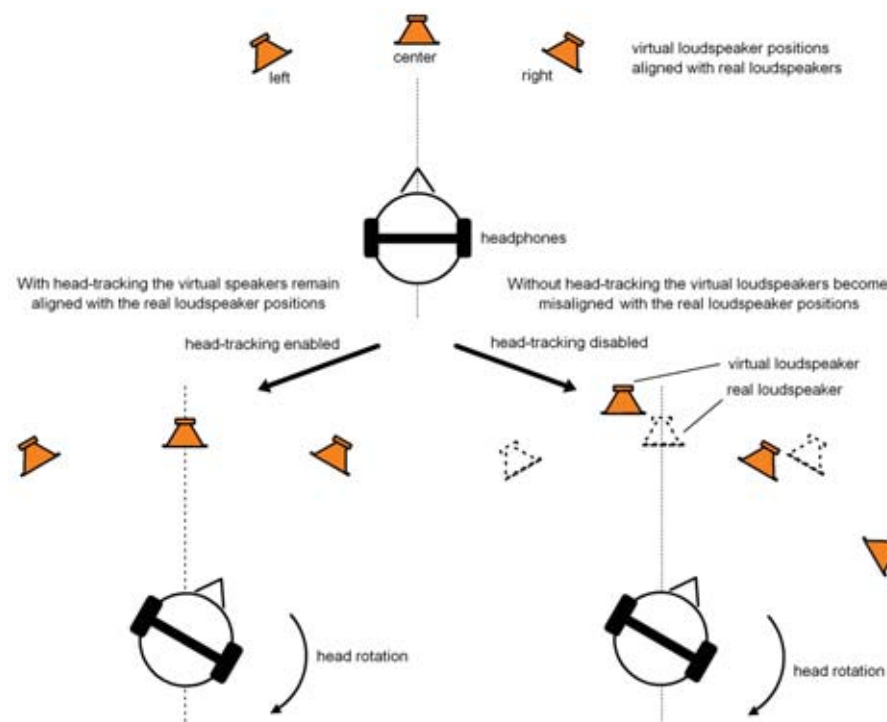 virtual loudspeaker positions
aligned with real loudspeakers
left
center
right
headphones
With head-tracking the virtual speakers remain
aligned with the real loudspeaker positions
Without head-tracking the virtual loudspeakers become
misaligned with the real loudspeaker positions
head-tracking enabled
head-tracking disabled
virtual loudspeaker
real loudspeaker
head rotation
head rotation